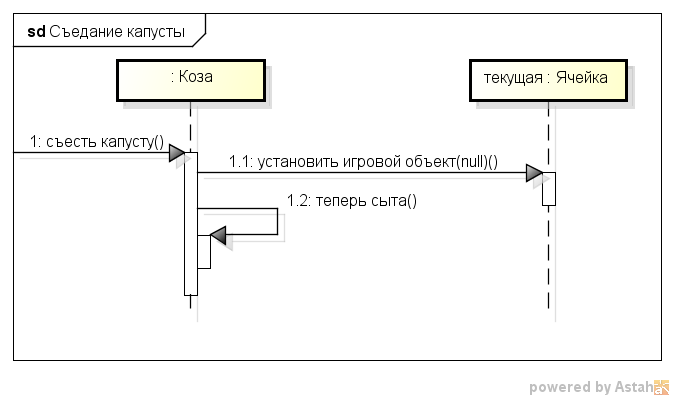 sd Съедание капусты
: Коза
текущая : Ячейка
1: съесть капусту()
1.1: установить игровой объект(null)()
1.2: теперь сыта()
powered by Astah